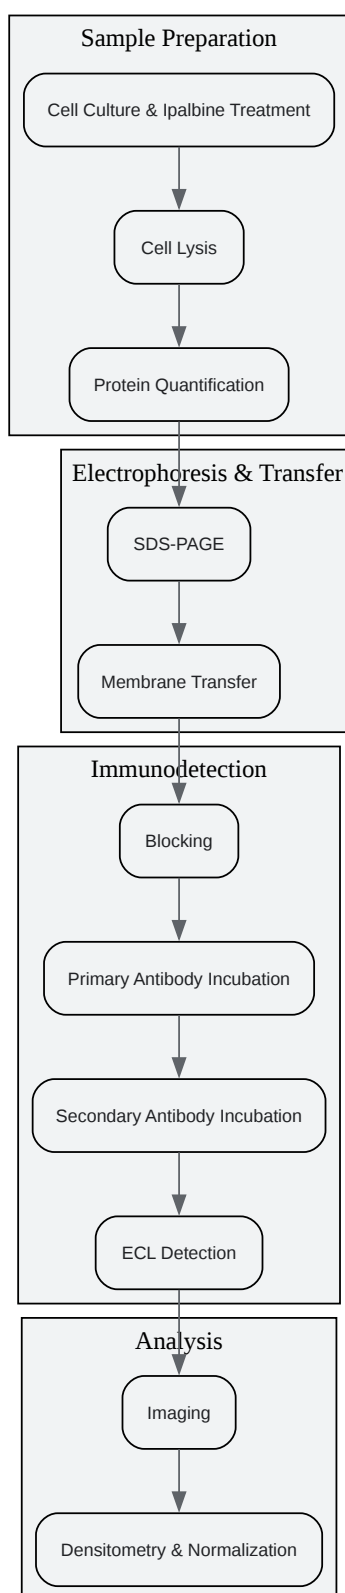 Sample Preparation
Cell Culture & Ipalbine Treatment
Cell Lysis
Protein Quantification
Electrophoresis & Transfer
SDS-PAGE
Membrane Transfer
Immunodetection
Blocking
Primary Antibody Incubation
Secondary Antibody Incubation
ECL Detection
Analysis
Imaging
Densitometry & Normalization